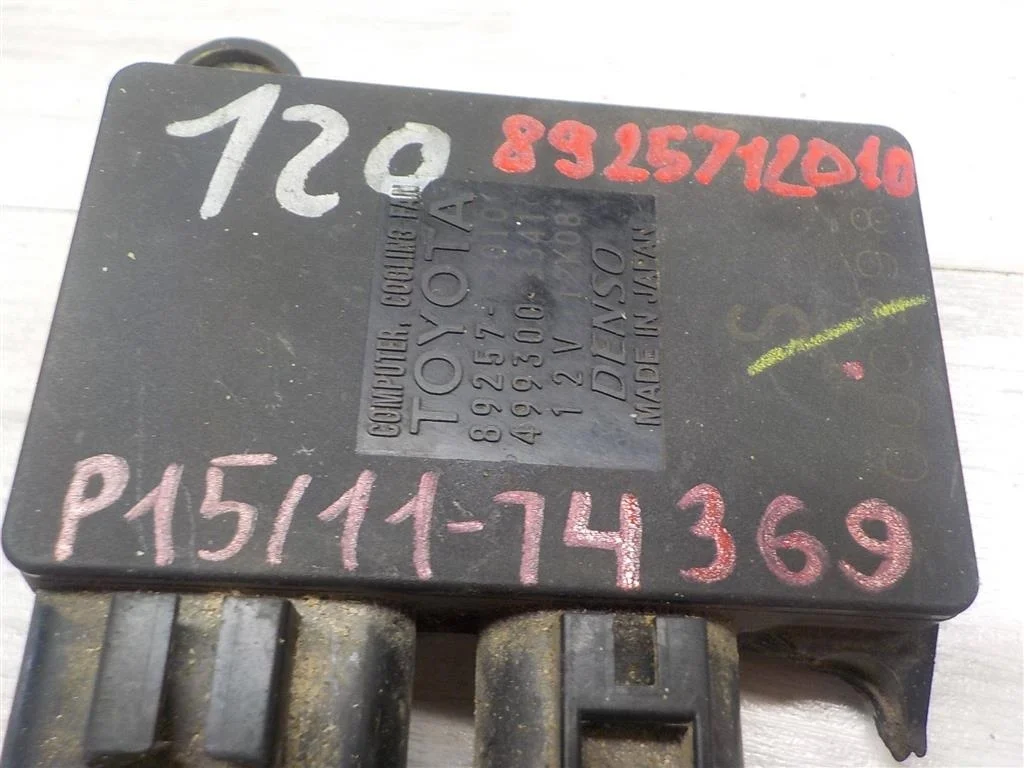 120
8925712010
COMPUTER, COOLING FAN
TOYOTA
89257-
499300
12V
DENSO
MADE IN JAPAN
P15/11-74369